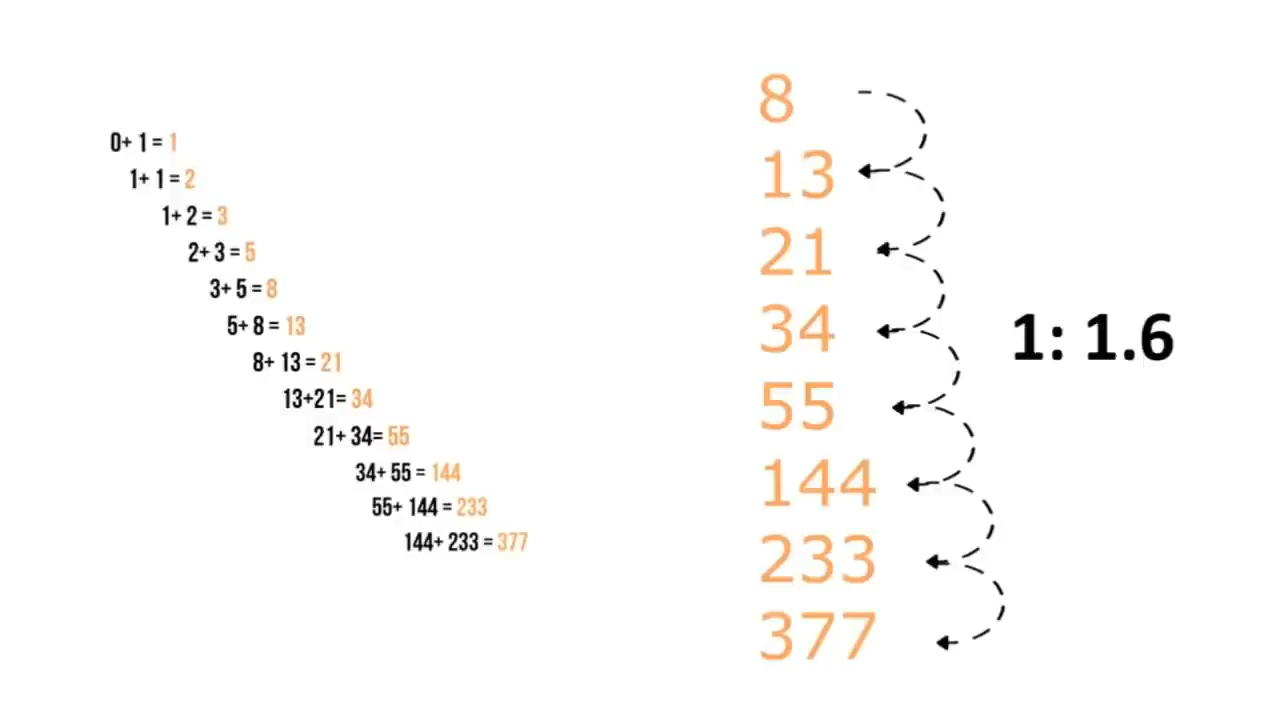 0+ 1 = 1
1+ 1 = 2
1+ 2 = 3
2+ 3 = 5
3+ 5 = 8
5+ 8 = 13
8+ 13 = 21
13+21= 34
21+ 34= 55
34+ 55 = 144
55+ 144 = 233
144+ 233 = 377
8
13
21
34
55
144
233
377
1: 1.6